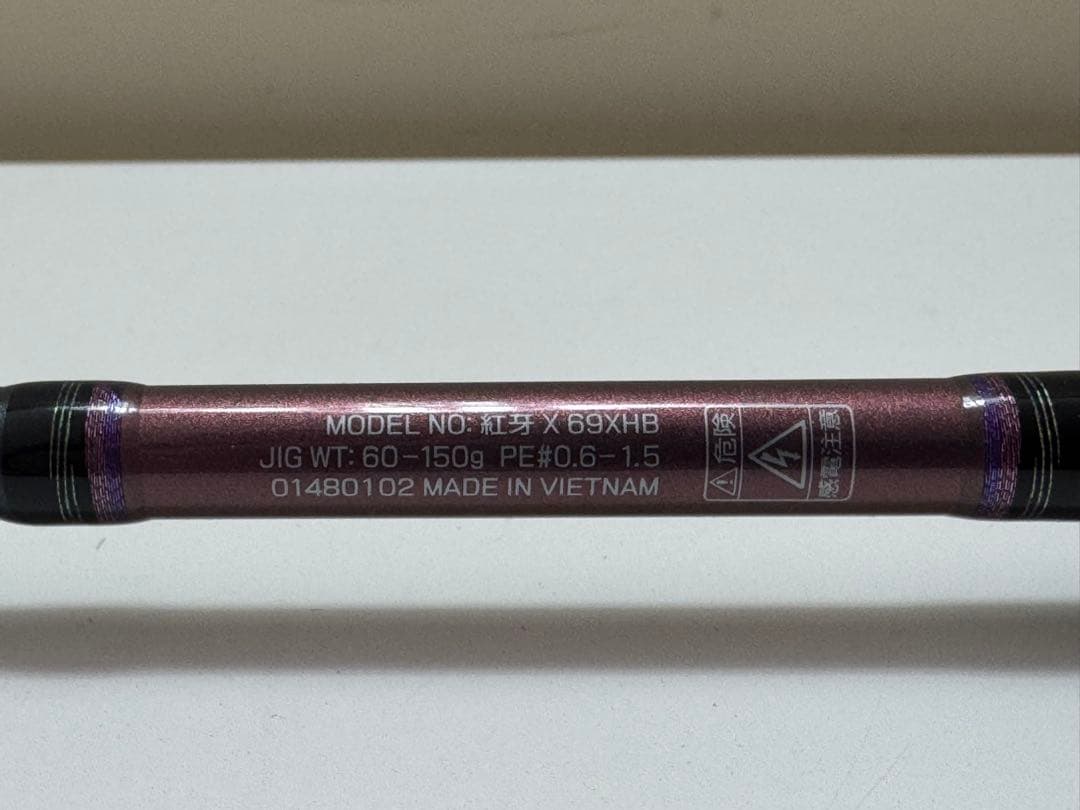 MODEL NO: 紅牙 X 69XHB
JIG WT: 60-150g PE#0.6-1.5
01480102 MADE IN VIETNAM
危険
感電注意